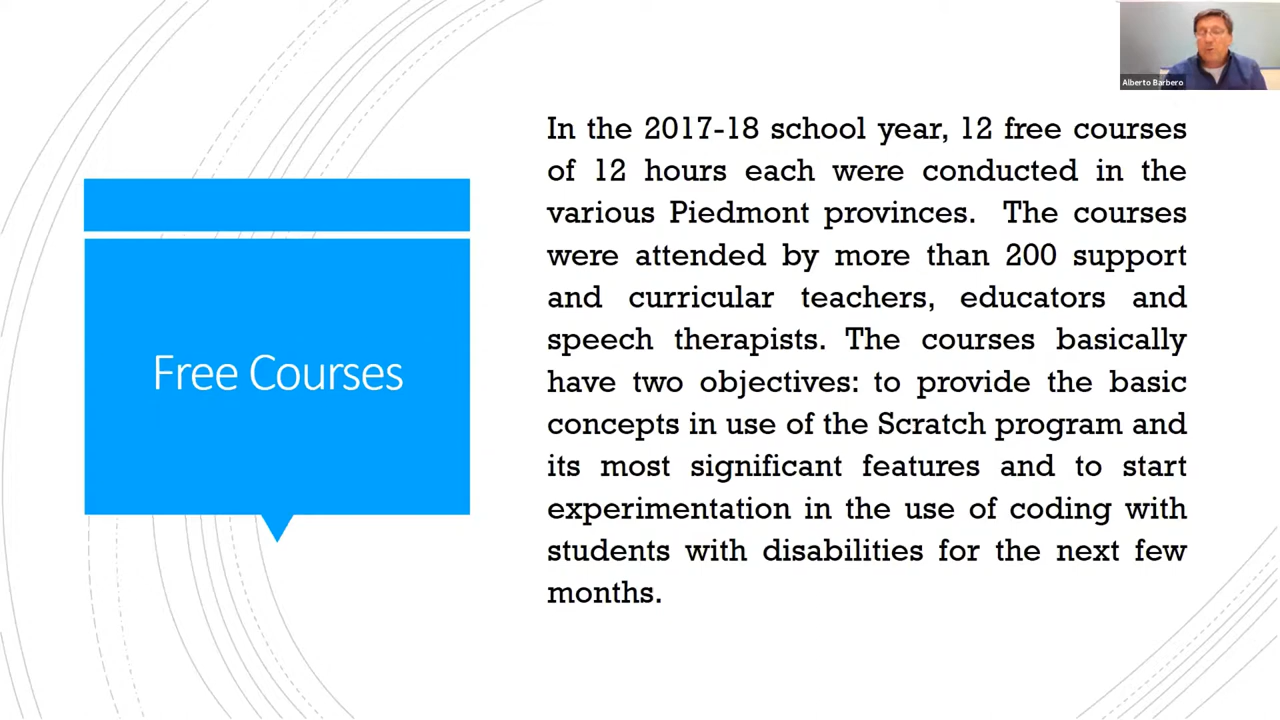 Alberto Barbero
Free Courses
In the 2017-18 school year, 12 free courses
of 12 hours each were conducted in the
various Piedmont provinces. The courses
were attended by more than 200 support
and curricular teachers, educators and
speech therapists. The courses basically
have two objectives: to provide the basic
concepts in use of the Scratch program and
its most significant features and to start
experimentation in the use of coding with
students with disabilities for the next few
months.